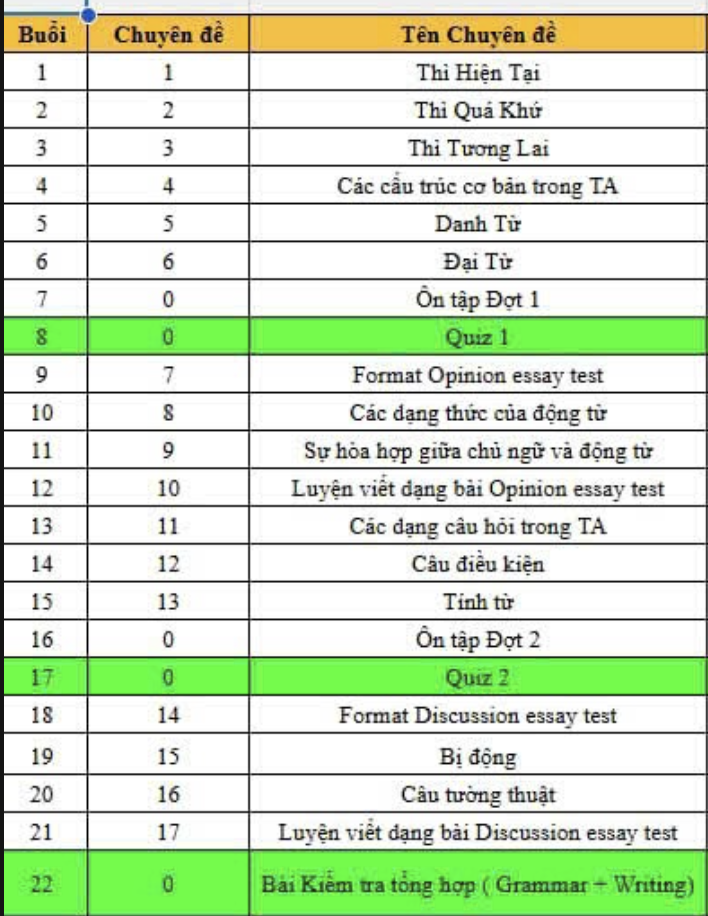 Buổi Chuyên đề Tên Chuyên đề
1 1 Thì Hiện Tại
2 2 Thì Quá Khứ
3 3 Thì Tương Lai
4 4 Các cấu trúc cơ bản trong TA
5 5 Danh Từ
6 6 Đại Từ
7 0 Ôn tập Đợt 1
8 0 Quiz 1
9 7 Format Opinion essay test
10 8 Các dạng thức của động từ
11 9 Sự hòa hợp giữa chủ ngữ và động từ
12 10 Luyện viết dạng bài Opinion essay test
13 11 Các dạng câu hỏi trong TA
14 12 Câu điều kiện
15 13 Tính từ
16 0 Ôn tập Đợt 2
17 0 Quiz 2
18 14 Format Discussion essay test
19 15 Bị động
20 16 Câu tường thuật
21 17 Luyện viết dạng bài Discussion essay test
22 0 Bài Kiểm tra tổng hợp ( Grammar + Writing)